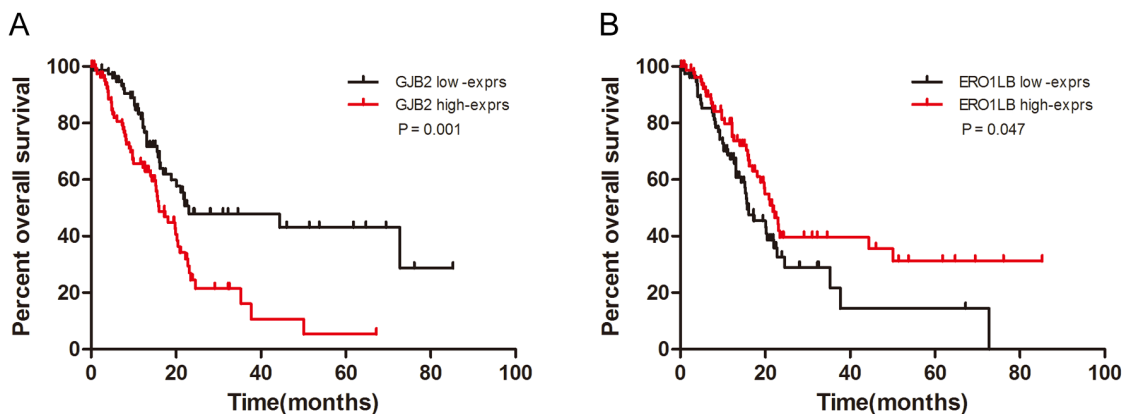 A
B
Percent overall survival
100
80
60
40
20
0
GJB2 low -exprs
GJB2 high-exprs
P = 0.001
0 20 40 60 80 100
Time(months)
Percent overall survival
100
80
60
40
20
0
ERO1LB low -exprs
ERO1LB high-exprs
P = 0.047
0 20 40 60 80 100
Time(months)